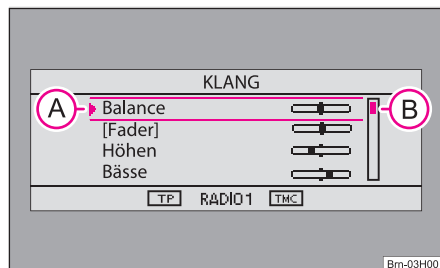 KLANG
A Balance B
[Fader]
Höhen
Bässe
TP RADIO1 TMC
Brn-03H00